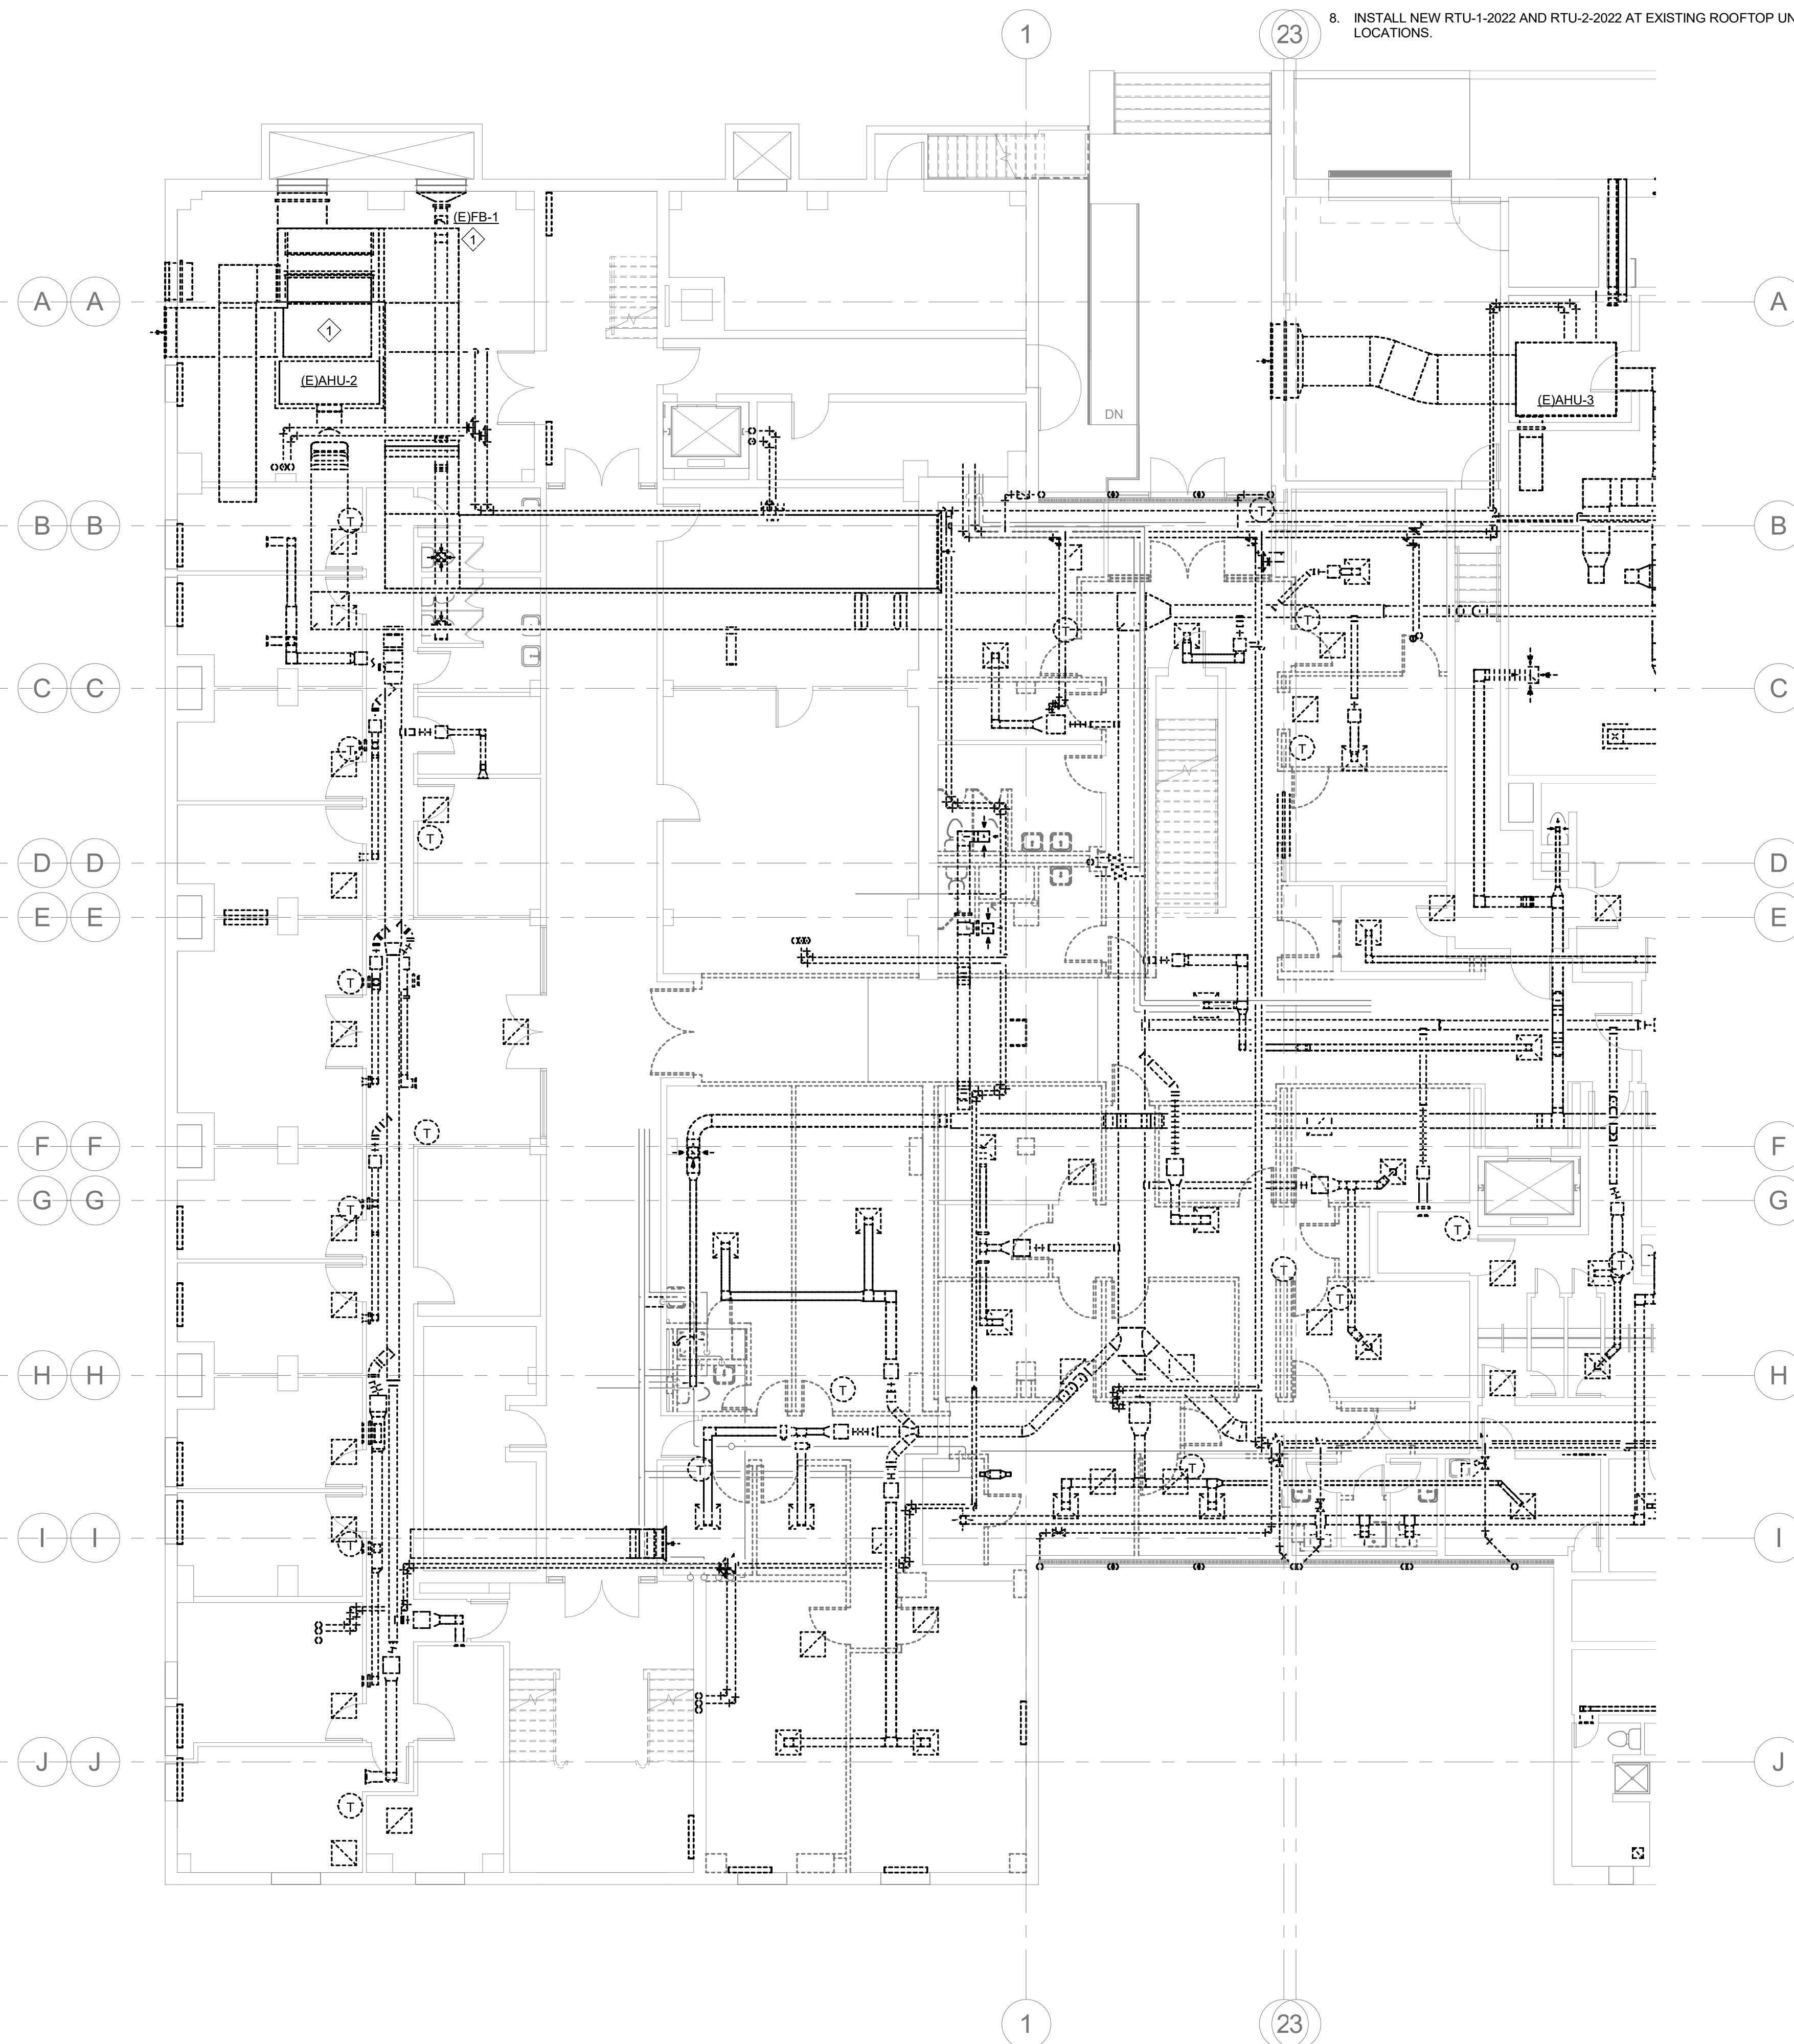 8. INSTALL NEW RTU-1-2022 AND RTU-2-2022 AT EXISTING ROOFTOP UN
LOCATIONS.
1
23
(E)FB-1
1
A A
A
1
(E)AHU-2
(E)AHU-3
DN
T
T
B B
B
T
T
C C
C
T
T
T
D D
D
E E
E
T
T
F F
F
G G
G
T
T
T
T
T
H H
H
T
T
T
I I
I
T
J J
J
T
1
23